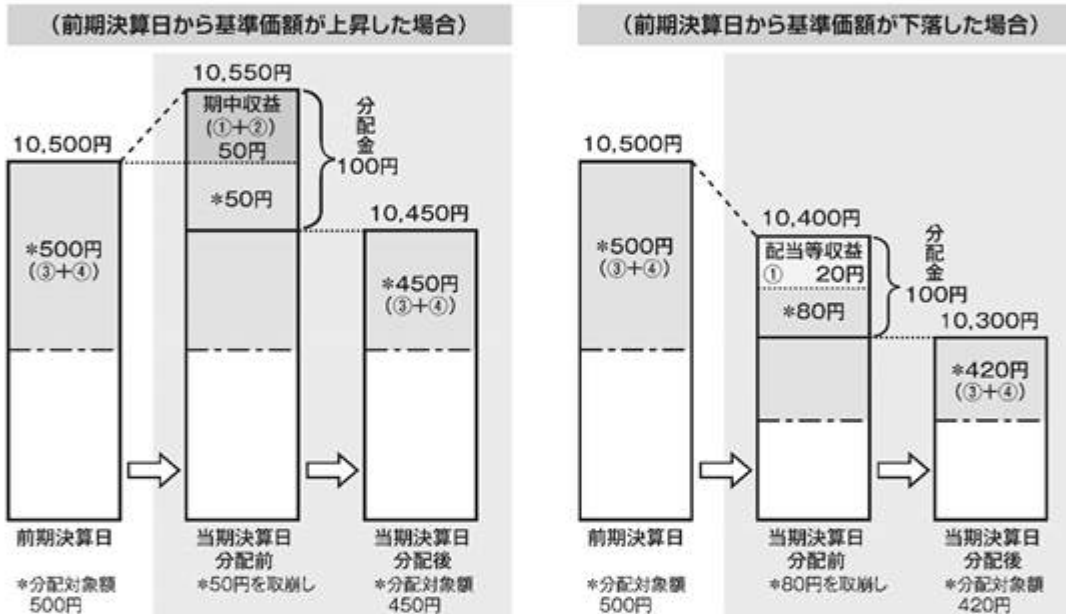 (前期決算日から基準価額が上昇した場合)
10,550円
期中収益
(①+②)
50円
*50円
分配金
100円
10,500円
*500円
(③+④)
10,450円
*450円
(③+④)
前期決算日
当期決算日
分配前
当期決算日
分配後
*分配対象額
500円
*50円を取崩し
*分配対象額
450円
(前期決算日から基準価額が下落した場合)
10,500円
*500円
(③+④)
10,400円
配当等収益
① 20円
*80円
分配金
100円
10,300円
*420円
(③+④)
前期決算日
当期決算日
分配前
当期決算日
分配後
*分配対象額
500円
*80円を取崩し
*分配対象額
420円